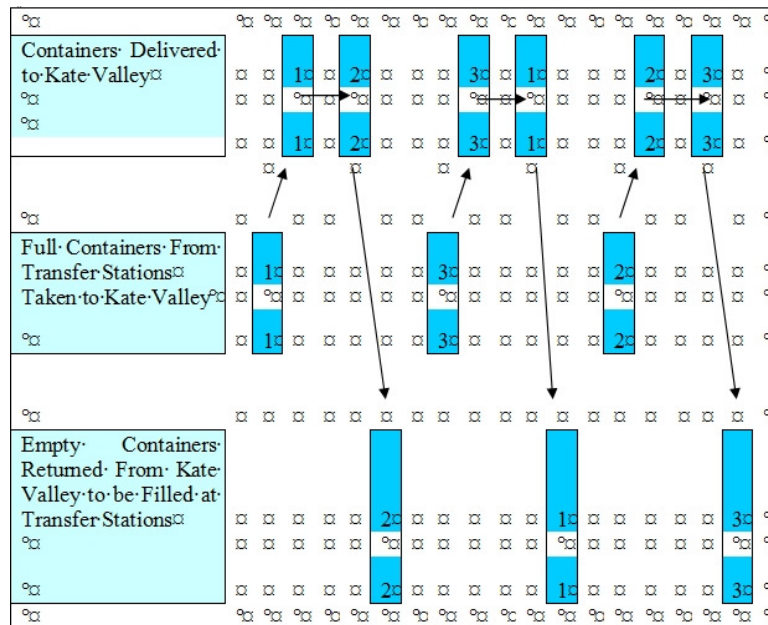 Containers Delivered
to Kate Valley
1 2 3 1 2 3
1 2 3 1 2 3
Full Containers From
Transfer Stations
Taken to Kate Valley
1 3 2
1 3 2
Empty Containers
Returned From Kate
Valley to be Filled at
Transfer Stations
2 1 3
2 1 3